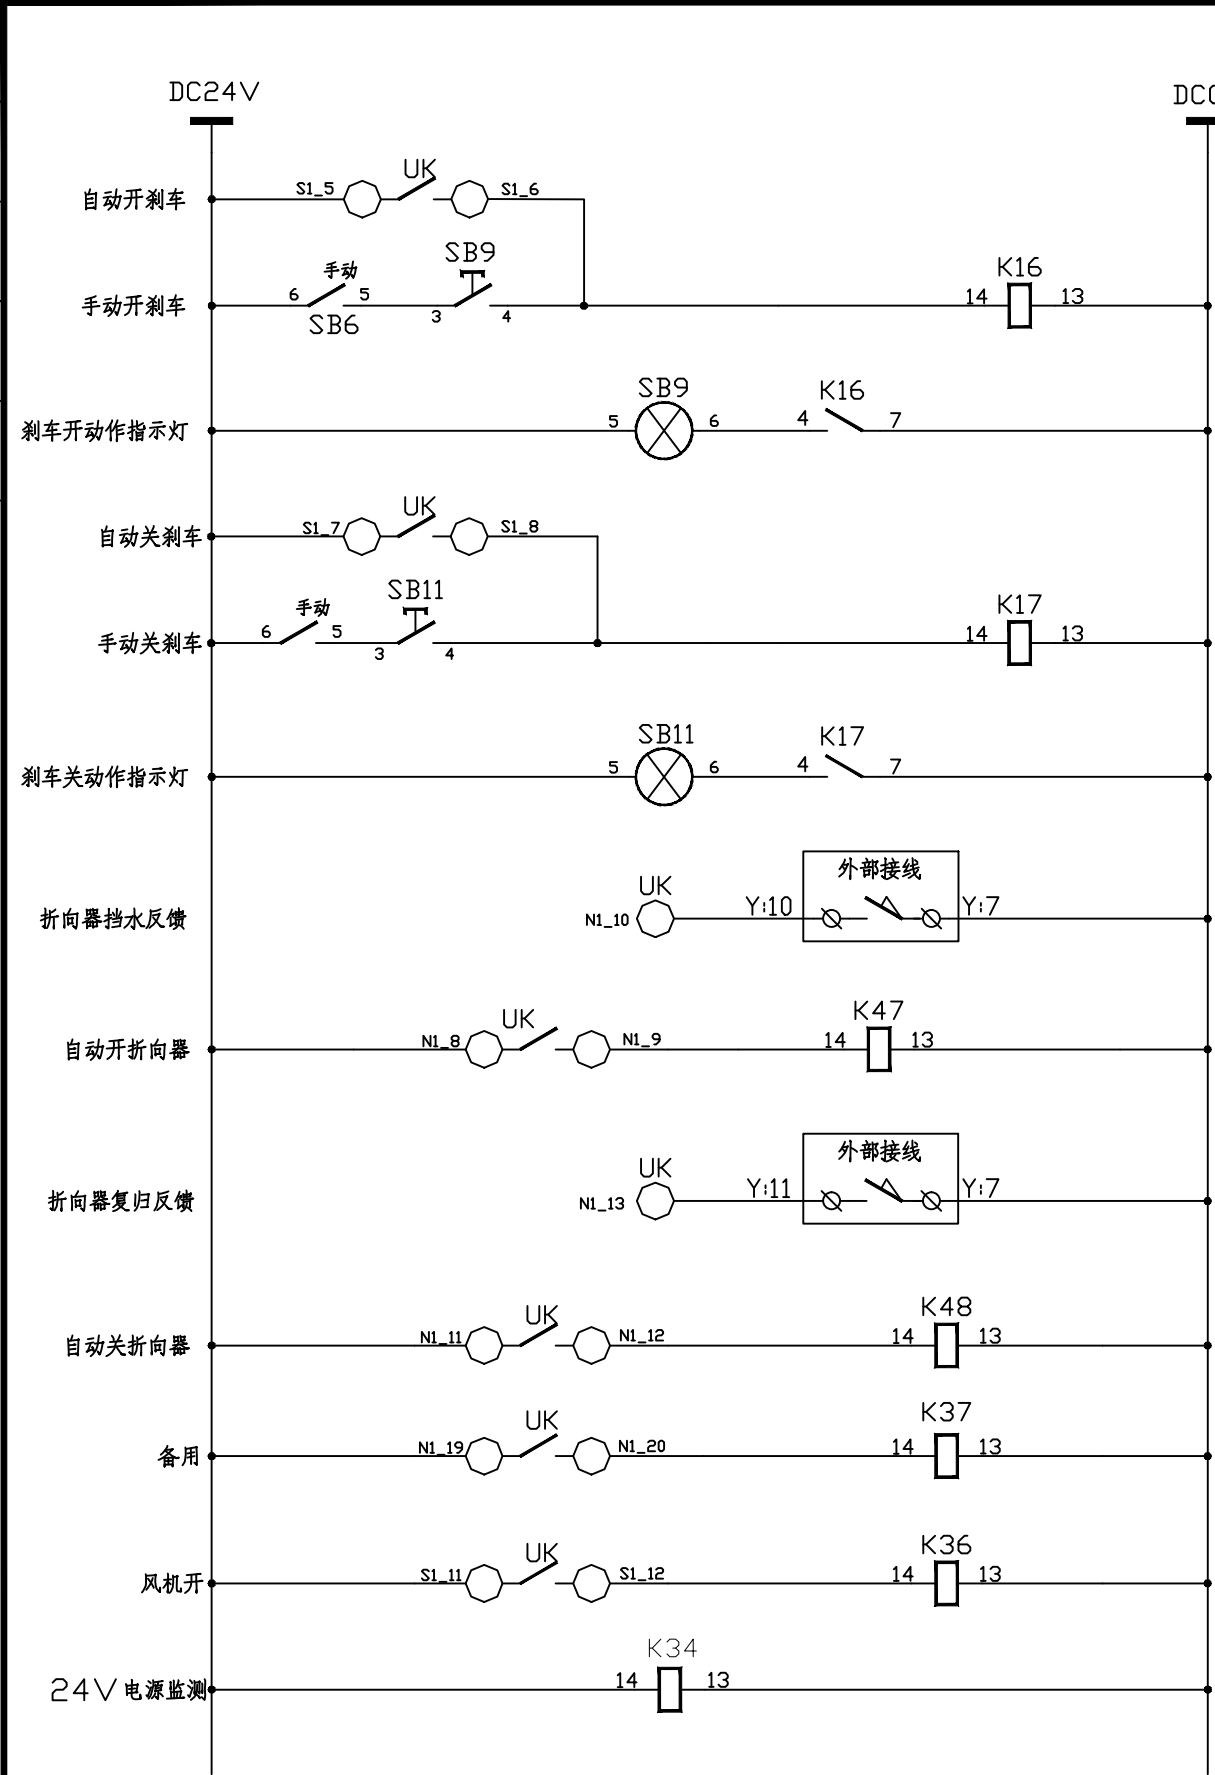 DC24V
DC
S1_5 UK S1_6
自动开刹车
手动 SB9 K16
手动开刹车 6 5 3 4 14 13
SB6
SB9 K16
刹车开动作指示灯 5 6 4 7
S1_7 UK S1_8
自动关刹车
手动 SB11 K17
手动关刹车 6 5 3 4 14 13
SB11 K17
刹车关动作指示灯 5 6 4 7
外部接线
UK
折向器挡水反馈 N1_10 Y:10 Y:7
UK K47
自动开折向器 N1_8 N1_9 14 13
外部接线
UK
折向器复归反馈 N1_13 Y:11 Y:7
UK K48
自动关折向器 N1_11 N1_12 14 13
UK K37
备用 N1_19 N1_20 14 13
UK K36
风机开 S1_11 S1_12 14 13
K34
24V电源监测 14 13